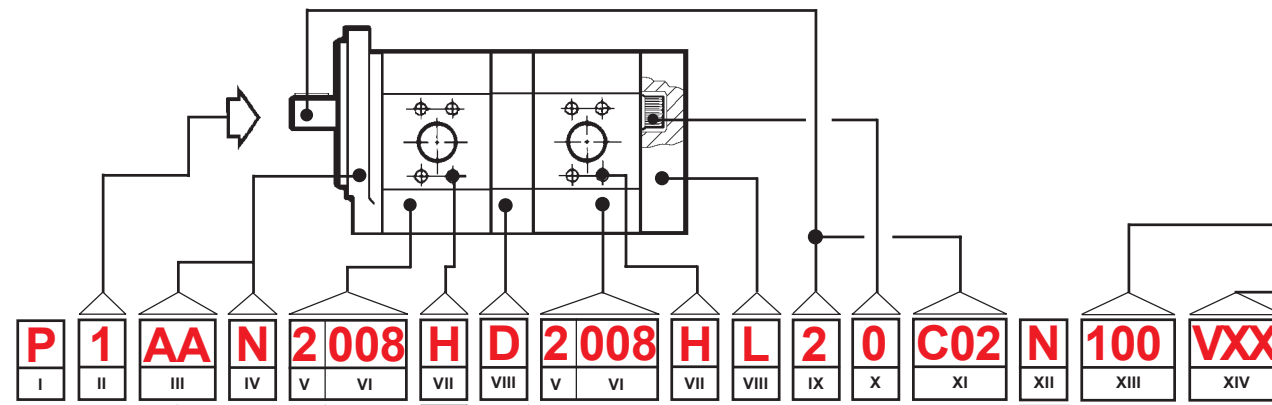 P 1 AA N 2 008 H D 2 008 H L 2 0 C02 N 100 VXX
I II III IV V VI VII VIII V VI VII VIII IX X XI XII XIII XIV